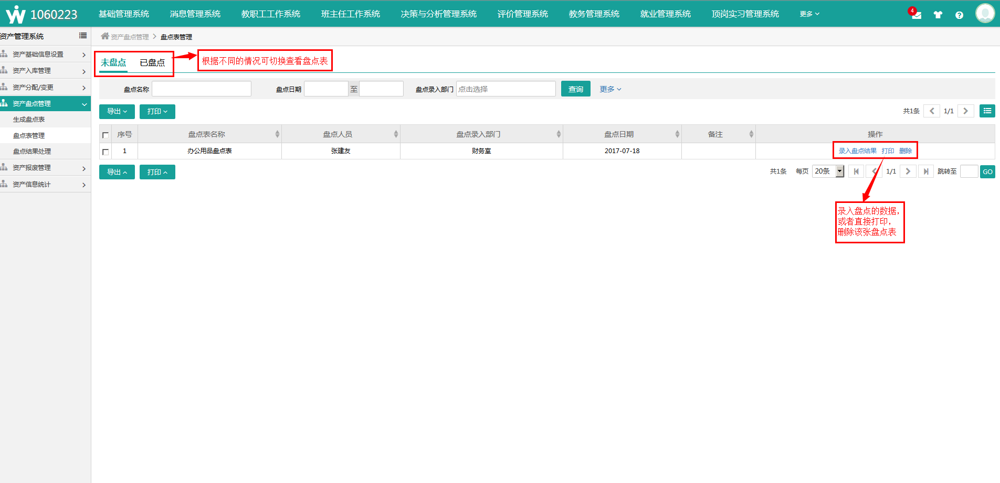 1060223 基础管理系统 消息管理系统 教职工工作系统 班主任工作系统 决策与分析管理系统 评价管理系统 教务管理系统 就业管理系统 顶岗实习管理系统 更多 4
资产管理系统
资产基础信息设置
资产入库管理
资产分配/变更
资产盘点管理
生成盘点表
盘点表管理
盘点结果处理
资产报废管理
资产信息统计
资产盘点管理 > 盘点表管理
未盘点 已盘点
根据不同的情况可切换查看盘点表
盘点名称 盘点日期 至 盘点录入部门 点击选择 查询 更多
导出 打印 共1条 1/1
序号 盘点表名称 盘点人员 盘点录入部门 盘点日期 备注 操作
1 办公用品盘点表 张建友 财务室 2017-07-18 录入盘点结果 打印 删除
导出 打印 共1条 每页 20条 1/1 跳转至 GO
录入盘点的数据，
或者直接打印，
删除该张盘点表